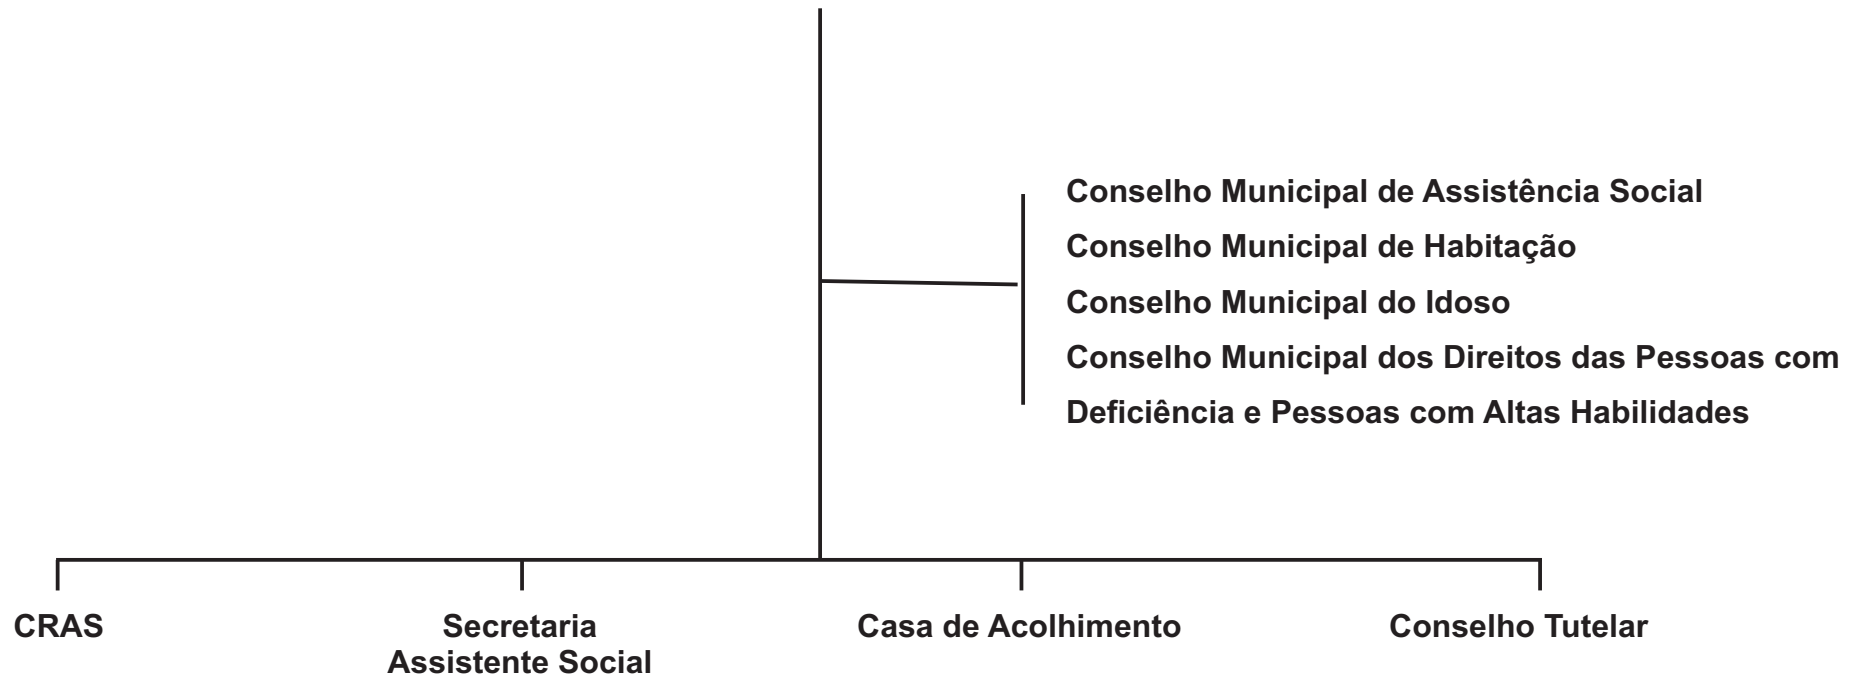 Conselho Municipal de Assistência Social
Conselho Municipal de Habitação
Conselho Municipal do Idoso
Conselho Municipal dos Direitos das Pessoas com
Deficiência e Pessoas com Altas Habilidades
CRAS
Secretaria
Assistente Social
Casa de Acolhimento
Conselho Tutelar